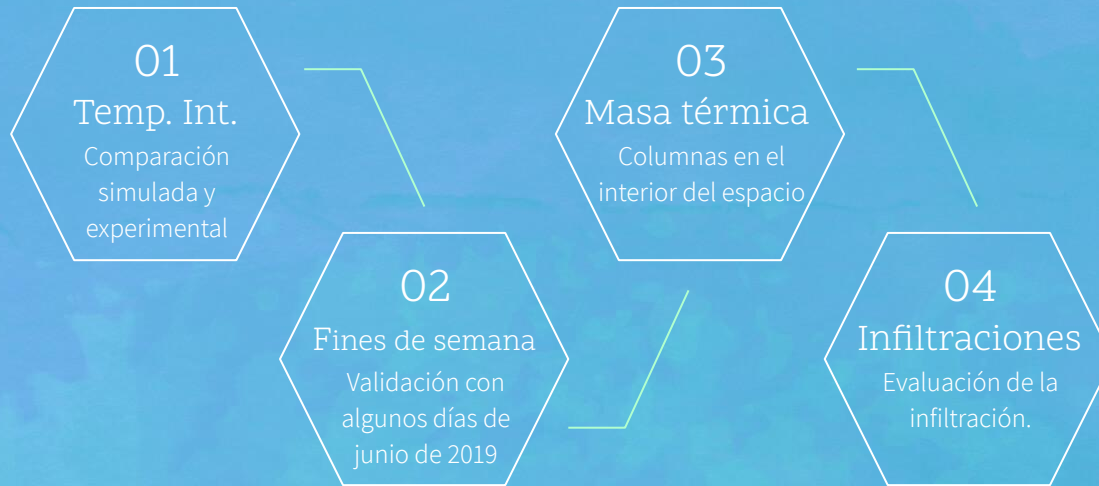 01
Temp. Int.
Comparación
simulada y
experimental
02
Fines de semana
Validación con
algunos días de
junio de 2019
03
Masa térmica
Columnas en el
interior del espacio
04
Infiltraciones
Evaluación de la
infiltración.